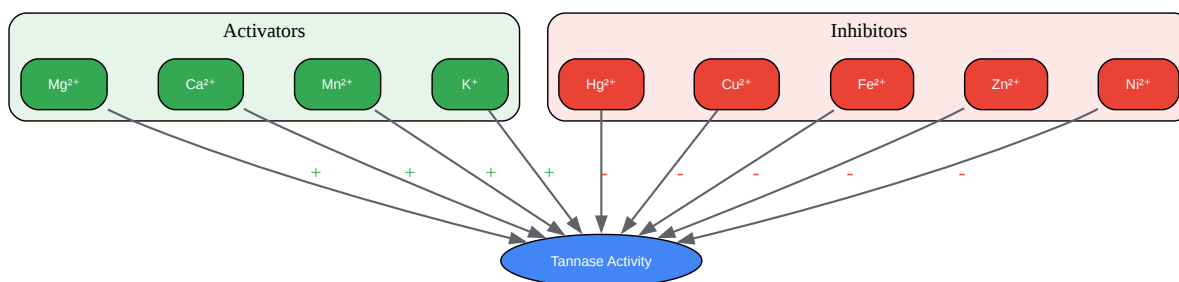 Activators
Inhibitors
Mg²⁺
Ca²⁺
Mn²⁺
K⁺
Hg²⁺
Cu²⁺
Fe²⁺
Zn²⁺
Ni²⁺
+
+
+
+
-
-
-
-
-
Tannase Activity